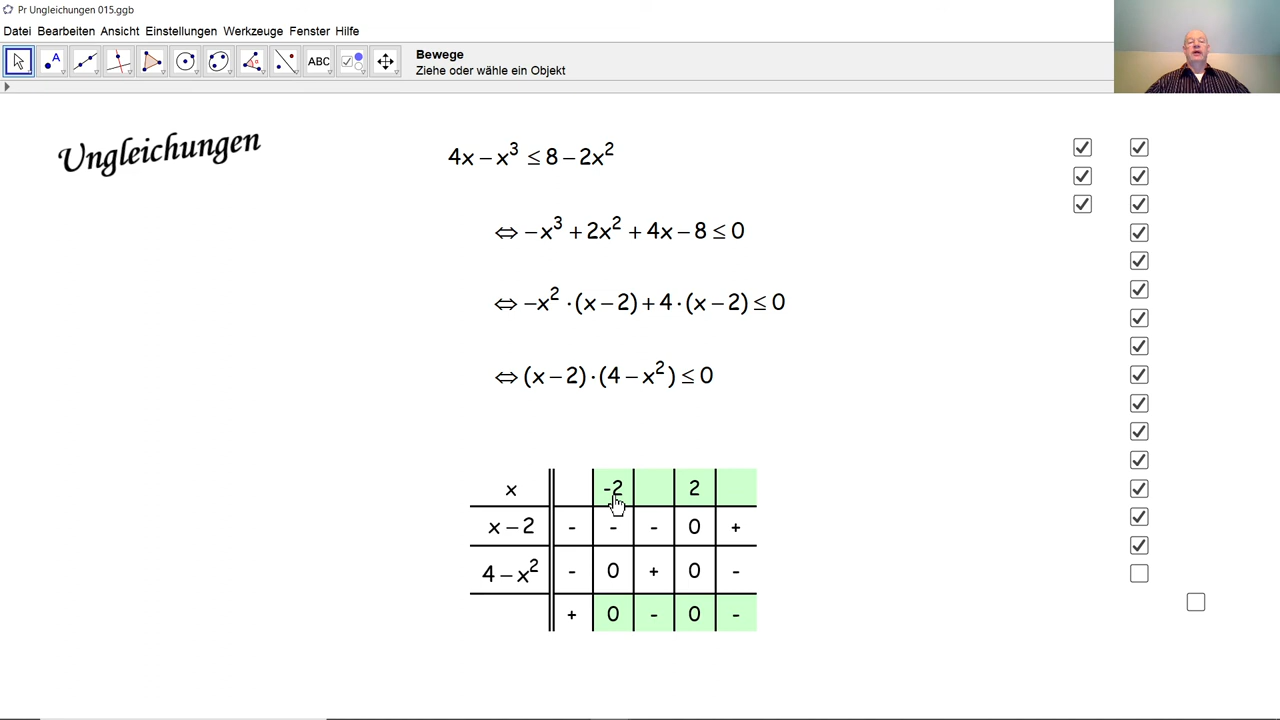 Pr Ungleichungen 015.ggb
Datei Bearbeiten Ansicht Einstellungen Werkzeuge Fenster Hilfe
A
ABC
Bewege
Ziehe oder wähle ein Objekt
Ungleichungen
4x − x³ ≤ 8 − 2x²
⇔ −x³ + 2x² + 4x − 8 ≤ 0
⇔ −x² · (x − 2) + 4 · (x − 2) ≤ 0
⇔ (x − 2) · (4 − x²) ≤ 0
x -2 2
x − 2 - - - 0 +
4 − x² - 0 + 0 -
+ 0 - 0 -